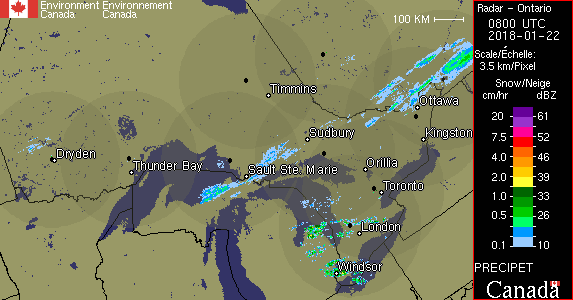 Environment Environnement
Canada Canada
100 KM
Timmins
Ottawa
Sudbury
Kingston
Dryden
Thunder Bay
Sault Ste. Marie
Orillia
Toronto
London
Windsor
Radar - Ontario
0800 UTC
2018-01-22
Scale/Échelle:
3.5 km/Pixel
Snow/Neige
cm/hr dBZ
20 61
7.5 52
4.0 46
2.0 39
1.0 33
0.5 26
0.1 10
PRECIPET
Canada